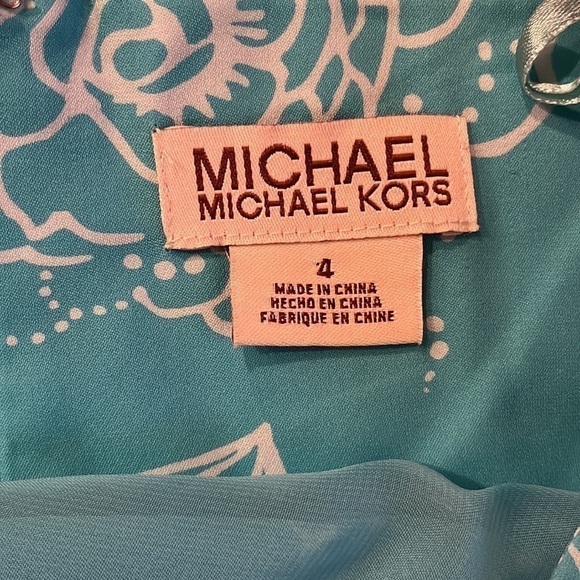 MICHAEL
MICHAEL KORS
4
MADE IN CHINA
HECHO EN CHINA
FABRIQUE EN CHINE